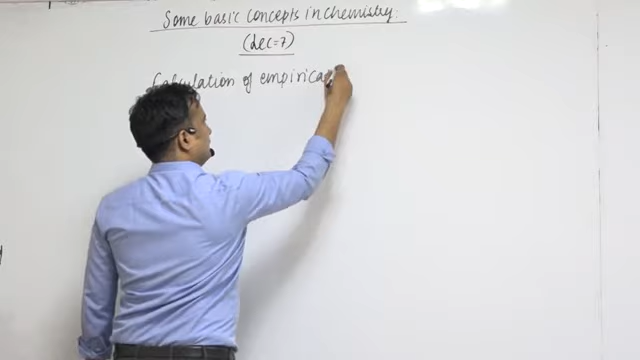 Some basic concepts in chemistry:
(Lec=7)
Calculation of empirica